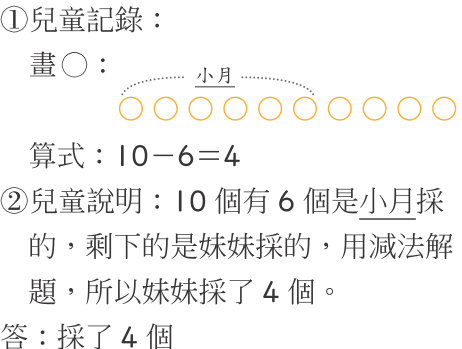 ①兒童記錄：
畫○：
小月
算式：10－6＝4
②兒童說明：10 個有 6 個是小月採
的，剩下的是妹妹採的，用減法解
題，所以妹妹採了 4 個。
答：採了 4 個